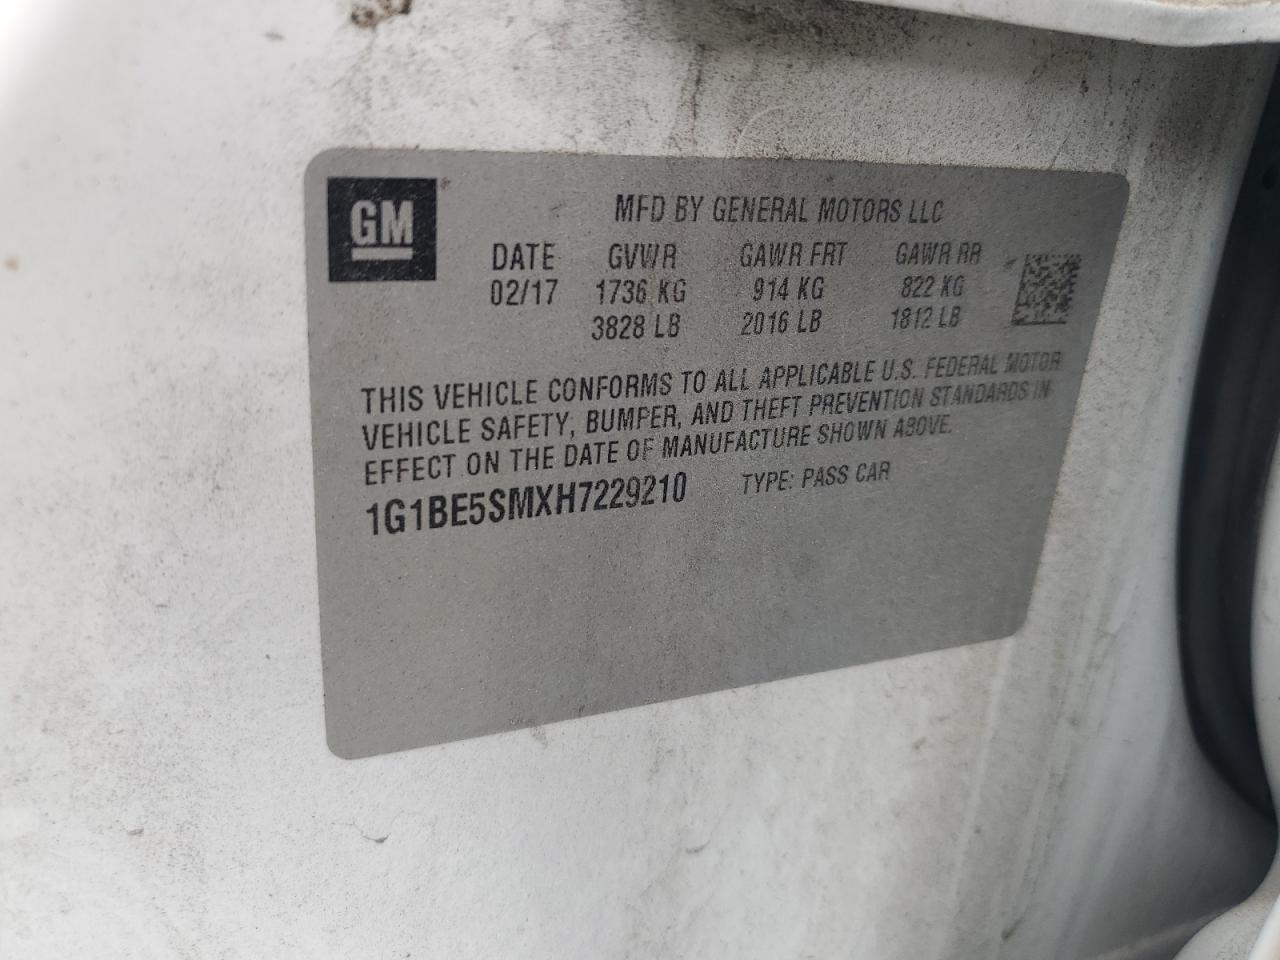 GM
MFD BY GENERAL MOTORS LLC
DATE GVWR GAWR FRT GAWR RR
02/17 1736 KG 914 KG 822 KG
3828 LB 2016 LB 1812 LB
THIS VEHICLE CONFORMS TO ALL APPLICABLE U.S. FEDERAL MOTOR
VEHICLE SAFETY, BUMPER, AND THEFT PREVENTION STANDARDS IN
EFFECT ON THE DATE OF MANUFACTURE SHOWN ABOVE.
1G1BE5SMXH7229210 TYPE: PASS CAR